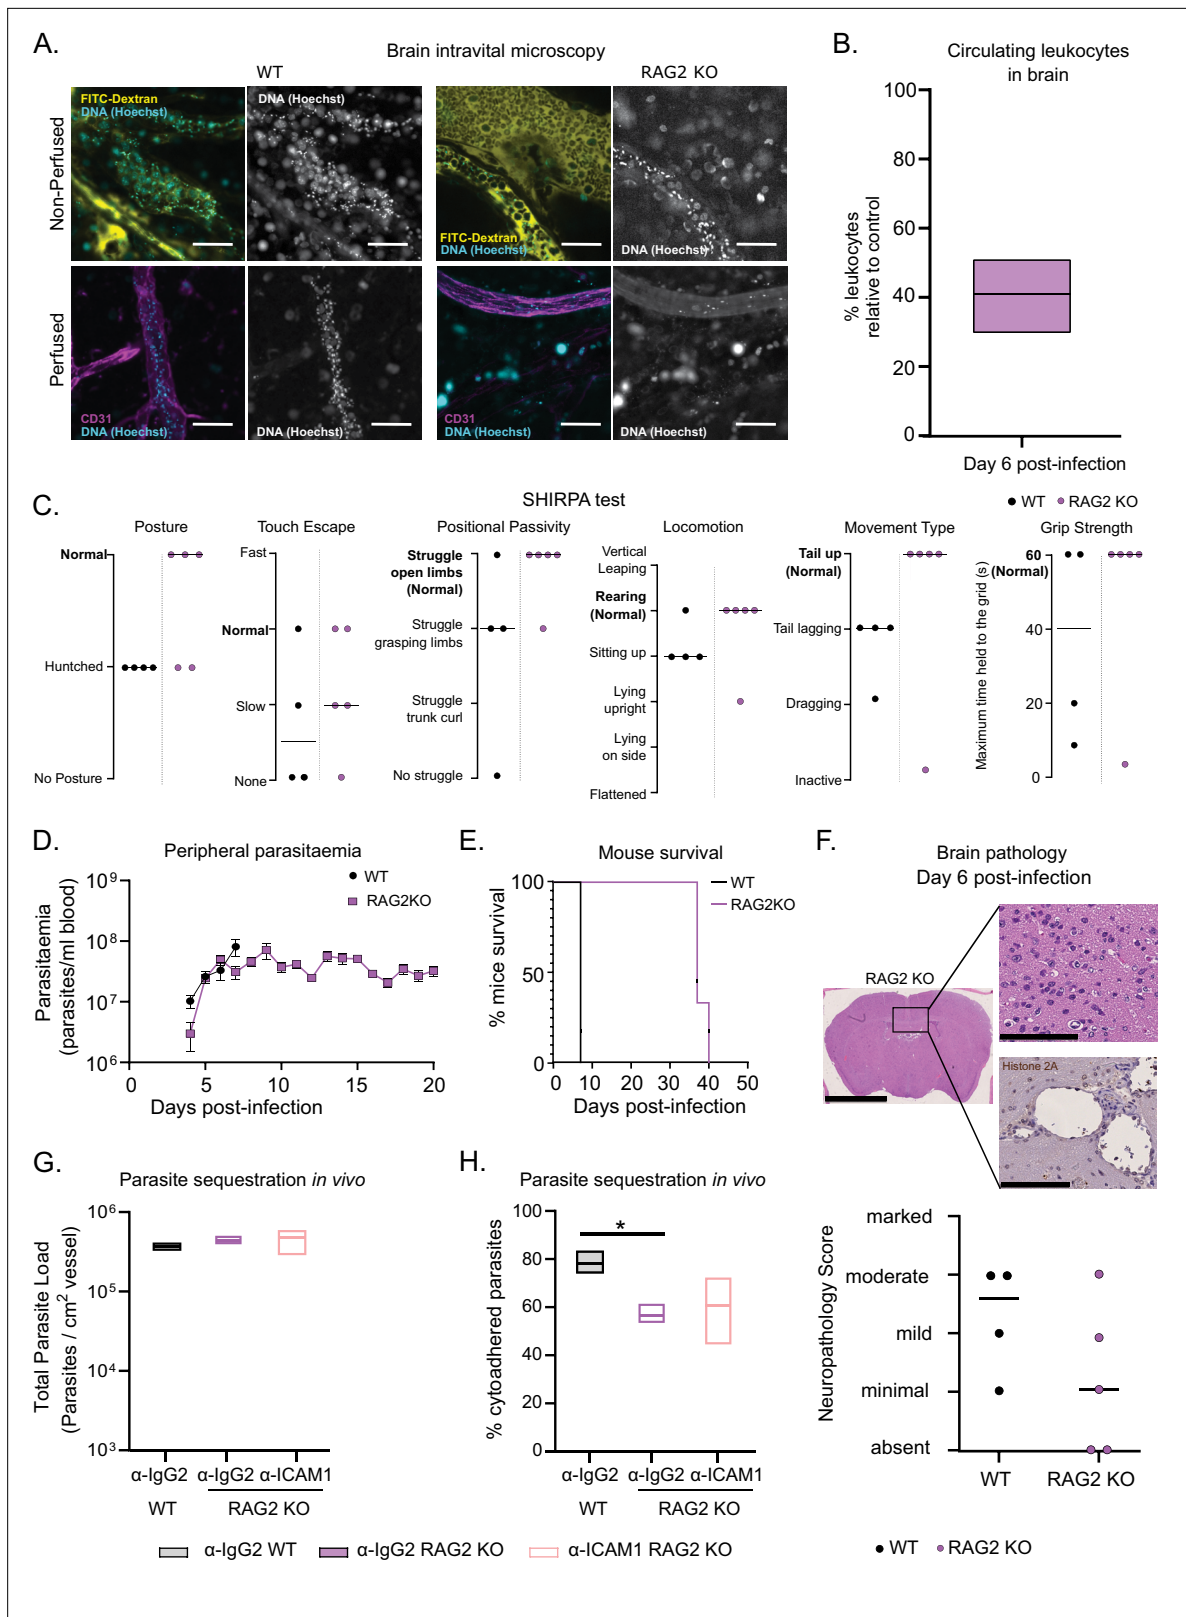 A.
Brain intravital microscopy
WT
RAG2 KO
Non-Perfused
Perfused
FITC-Dextran
DNA (Hoechst)
DNA (Hoechst)
FITC-Dextran
DNA (Hoechst)
DNA (Hoechst)
CD31
DNA (Hoechst)
DNA (Hoechst)
CD31
DNA (Hoechst)
DNA (Hoechst)
B.
Circulating leukocytes
in brain
% leukocytes
relative to control
100
80
60
40
20
0
Day 6 post-infection
C.
SHIRPA test
WT
RAG2 KO
Posture
Normal
Huntched
No Posture
Touch Escape
Fast
Normal
Slow
None
Positional Passivity
Struggle
open limbs
(Normal)
Struggle
grasping limbs
Struggle
trunk curl
No struggle
Locomotion
Vertical
Leaping
Rearing
(Normal)
Sitting up
Lying
upright
Lying
on side
Flattened
Movement Type
Tail up
(Normal)
Tail lagging
Dragging
Inactive
Grip Strength
Maximum time held to the grid (s)
60
(Normal)
40
20
0
D.
Peripheral parasitaemia
WT
RAG2KO
Parasitaemia
(parasites/ml blood)
10⁹
10⁸
10⁷
10⁶
0 5 10 15 20
Days post-infection
E.
Mouse survival
WT
RAG2KO
% mice survival
100
50
0
0 10 20 30 40 50
Days post-infection
F.
Brain pathology
Day 6 post-infection
RAG2 KO
Histone 2A
Neuropathology Score
marked
moderate
mild
minimal
absent
WT RAG2 KO
WT RAG2 KO
G.
Parasite sequestration in vivo
Total Parasite Load
(Parasites / cm² vessel)
10⁶
10⁵
10⁴
10³
α-IgG2 α-IgG2 α-ICAM1
WT RAG2 KO
H.
Parasite sequestration in vivo
% cytoadhered parasites
100
80
60
40
20
0
*
α-IgG2 α-IgG2 α-ICAM1
WT RAG2 KO
α-IgG2 WT α-IgG2 RAG2 KO α-ICAM1 RAG2 KO